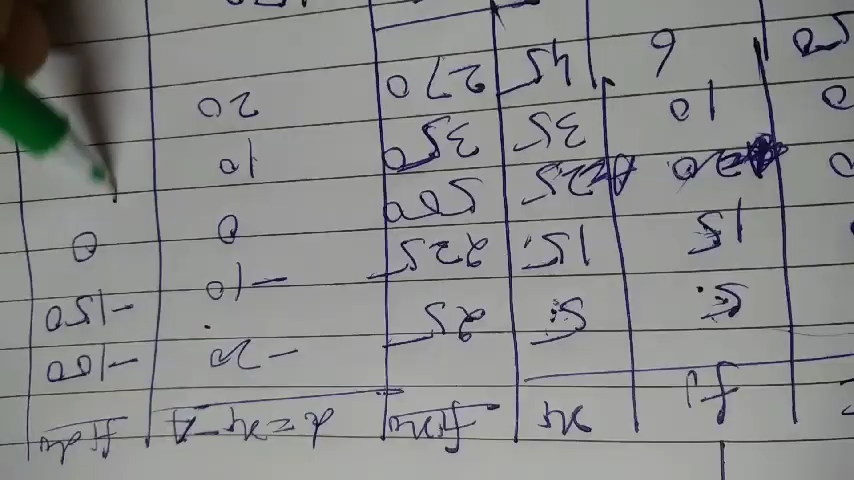 fi xi fixi d = xi - A fidi
5 5 25 -20 -100
15 15 225 -10 -150
20 A25 500 0 0
10 35 350 10
6 45 270 20